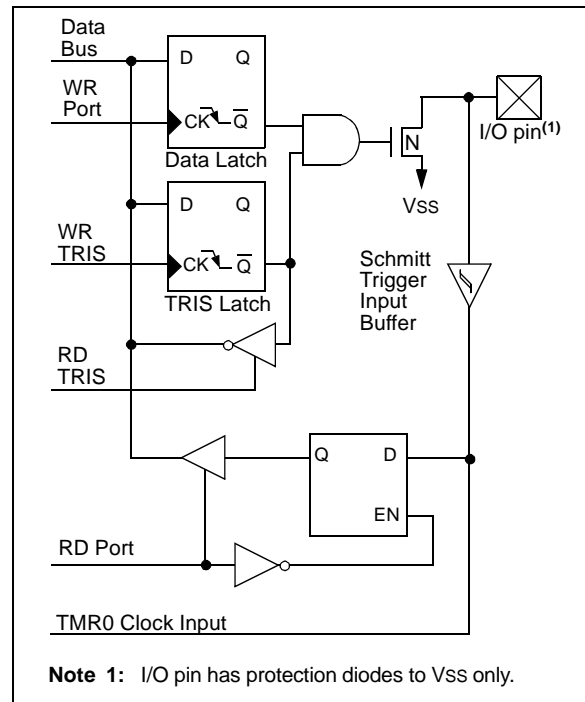 Data
Bus
D Q
WR
Port
CK Q̅
Data Latch
N
I/O pin(1)
VSS
D Q
WR
TRIS
CK Q̅
TRIS Latch
Schmitt
Trigger
Input
Buffer
RD
TRIS
Q D
EN
RD Port
TMR0 Clock Input
Note 1: I/O pin has protection diodes to VSS only.